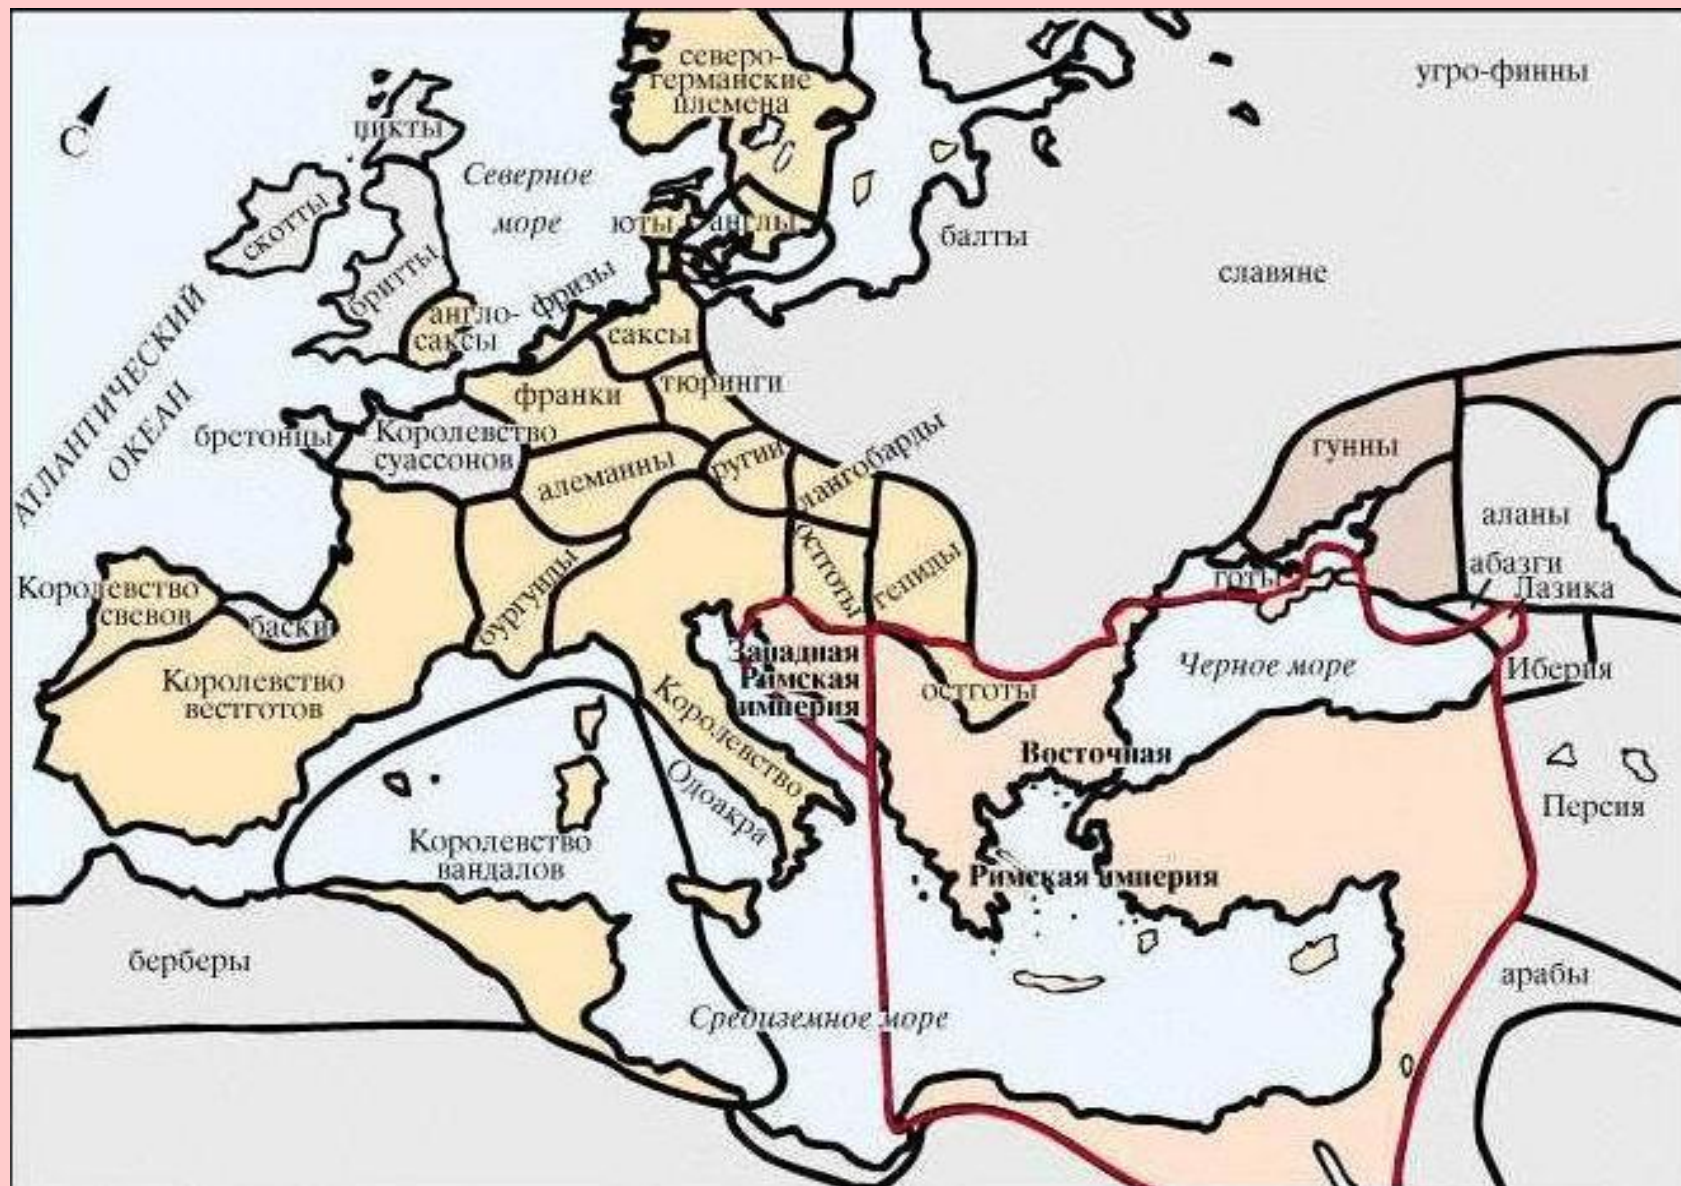 северо-
германские
племена
угро-финны
С
пикты
Северное
море
скотты
юты
англы
балты
бритты
славяне
фризы
АТЛАНТИЧЕСКИЙ
ОКЕАН
англо-
саксы
саксы
франки
тюринги
бретонцы
Королевство
суассонов
алеманны
ругии
лангобарды
гунны
аланы
остготы
гепиды
готы
абазги
Лазика
Королевство
свевов
баски
бургунды
Западная
Римская
империя
Черное море
Иберия
Королевство
вестготов
остготы
Королевство
Одоакра
Восточная
Римская империя
Персия
Королевство
вандалов
берберы
арабы
Средиземное море